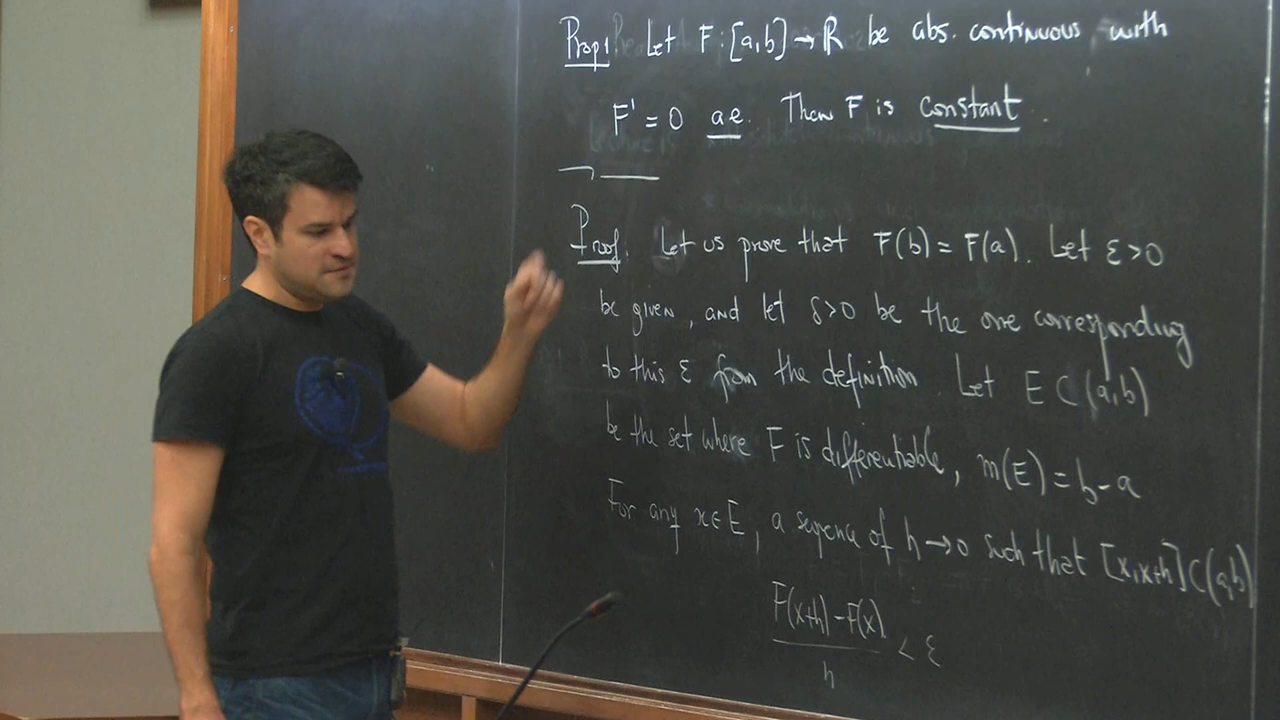 Prop1. Let F:[a,b]→R be abs. continuous with
F' = 0 a e. Then F is constant.
Proof. Let us prove that F(b) = F(a). Let ε>0
be given, and let δ>0 be the one corresponding
to this ε from the definition. Let E⊂(a,b)
be the set where F is differentiable, m(E) = b-a
For any x∈E, a sequence of h→0 such that [x,x+h]⊂(a,b)
F(x+h)-F(x)
/ h < ε